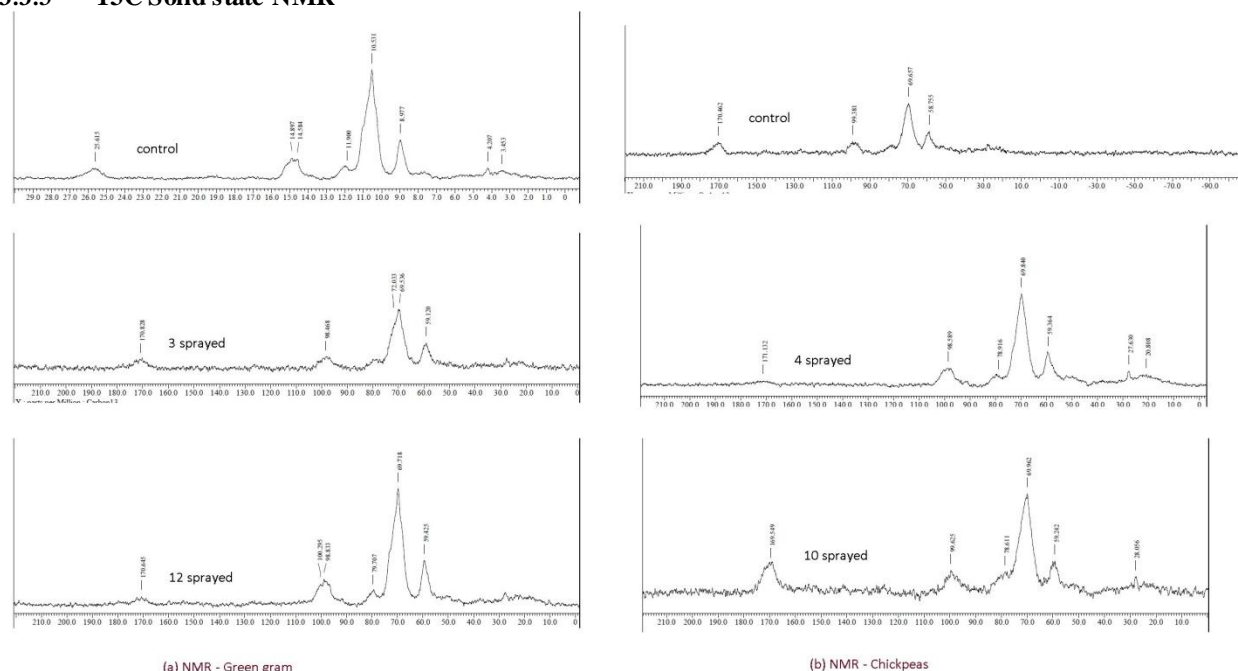 13C Solid state NMR
25.615
14.897
14.584
11.980
10.531
8.977
4.207
3.453
control
29.0 28.0 27.0 26.0 25.0 24.0 23.0 22.0 21.0 20.0 19.0 18.0 17.0 16.0 15.0 14.0 13.0 12.0 11.0 10.0 9.0 8.0 7.0 6.0 5.0 4.0 3.0 2.0 1.0 0
170.828
98.468
72.033
69.536
59.120
3 sprayed
210.0 200.0 190.0 180.0 170.0 160.0 150.0 140.0 130.0 120.0 110.0 100.0 90.0 80.0 70.0 60.0 50.0 40.0 30.0 20.0 10.0 0
X : parts per Million : Carbon13
170.645
100.295
98.833
79.707
69.718
59.425
12 sprayed
210.0 200.0 190.0 180.0 170.0 160.0 150.0 140.0 130.0 120.0 110.0 100.0 90.0 80.0 70.0 60.0 50.0 40.0 30.0 20.0 10.0 0
(a) NMR - Green gram
170.462
99.381
69.657
58.755
control
210.0 190.0 170.0 150.0 130.0 110.0 90.0 70.0 50.0 30.0 10.0 -10.0 -30.0 -50.0 -70.0 -90.0
171.132
98.589
78.916
69.840
59.364
27.630
20.808
4 sprayed
210.0 200.0 190.0 180.0 170.0 160.0 150.0 140.0 130.0 120.0 110.0 100.0 90.0 80.0 70.0 60.0 50.0 40.0 30.0 20.0 10.0
169.549
99.625
78.611
69.962
59.242
28.056
10 sprayed
210.0 200.0 190.0 180.0 170.0 160.0 150.0 140.0 130.0 120.0 110.0 100.0 90.0 80.0 70.0 60.0 50.0 40.0 30.0 20.0 10.0
(b) NMR - Chickpeas